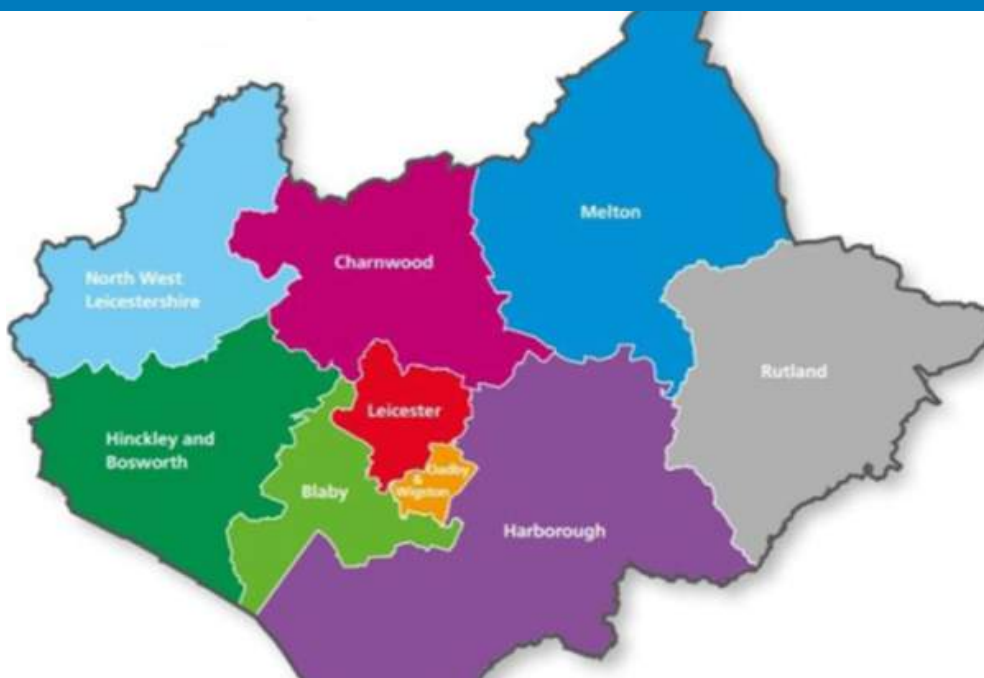 Melton
Charnwood
North West
Leicestershire
Rutland
Leicester
Hinckley and
Bosworth
Oadby
&
Wigston
Blaby
Harborough